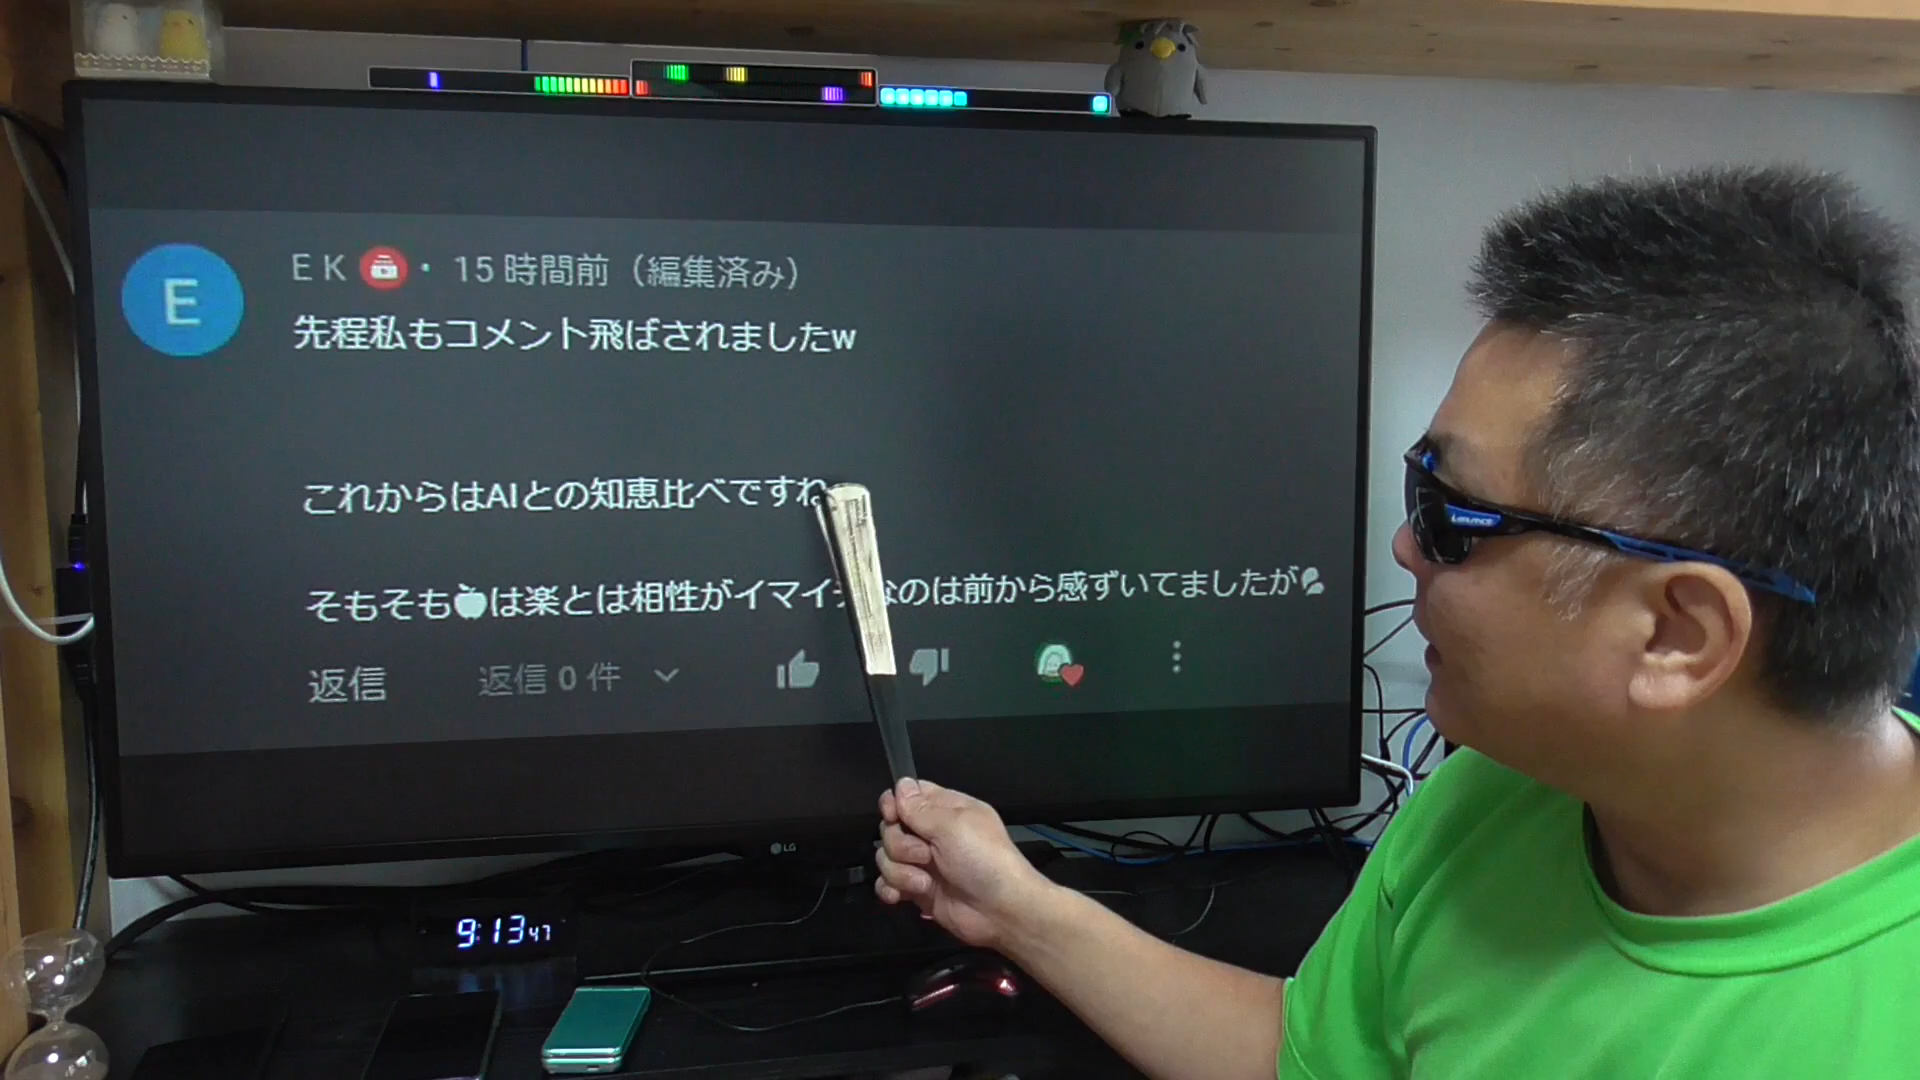 E
E K ・ 15 時間前（編集済み）
先程私もコメント飛ばされましたw
これからはAIとの知恵比べですね
そもそも🍎は楽とは相性がイマイチなのは前から感ずいてましたが💦
返信
返信 0 件
LG
9:13 47